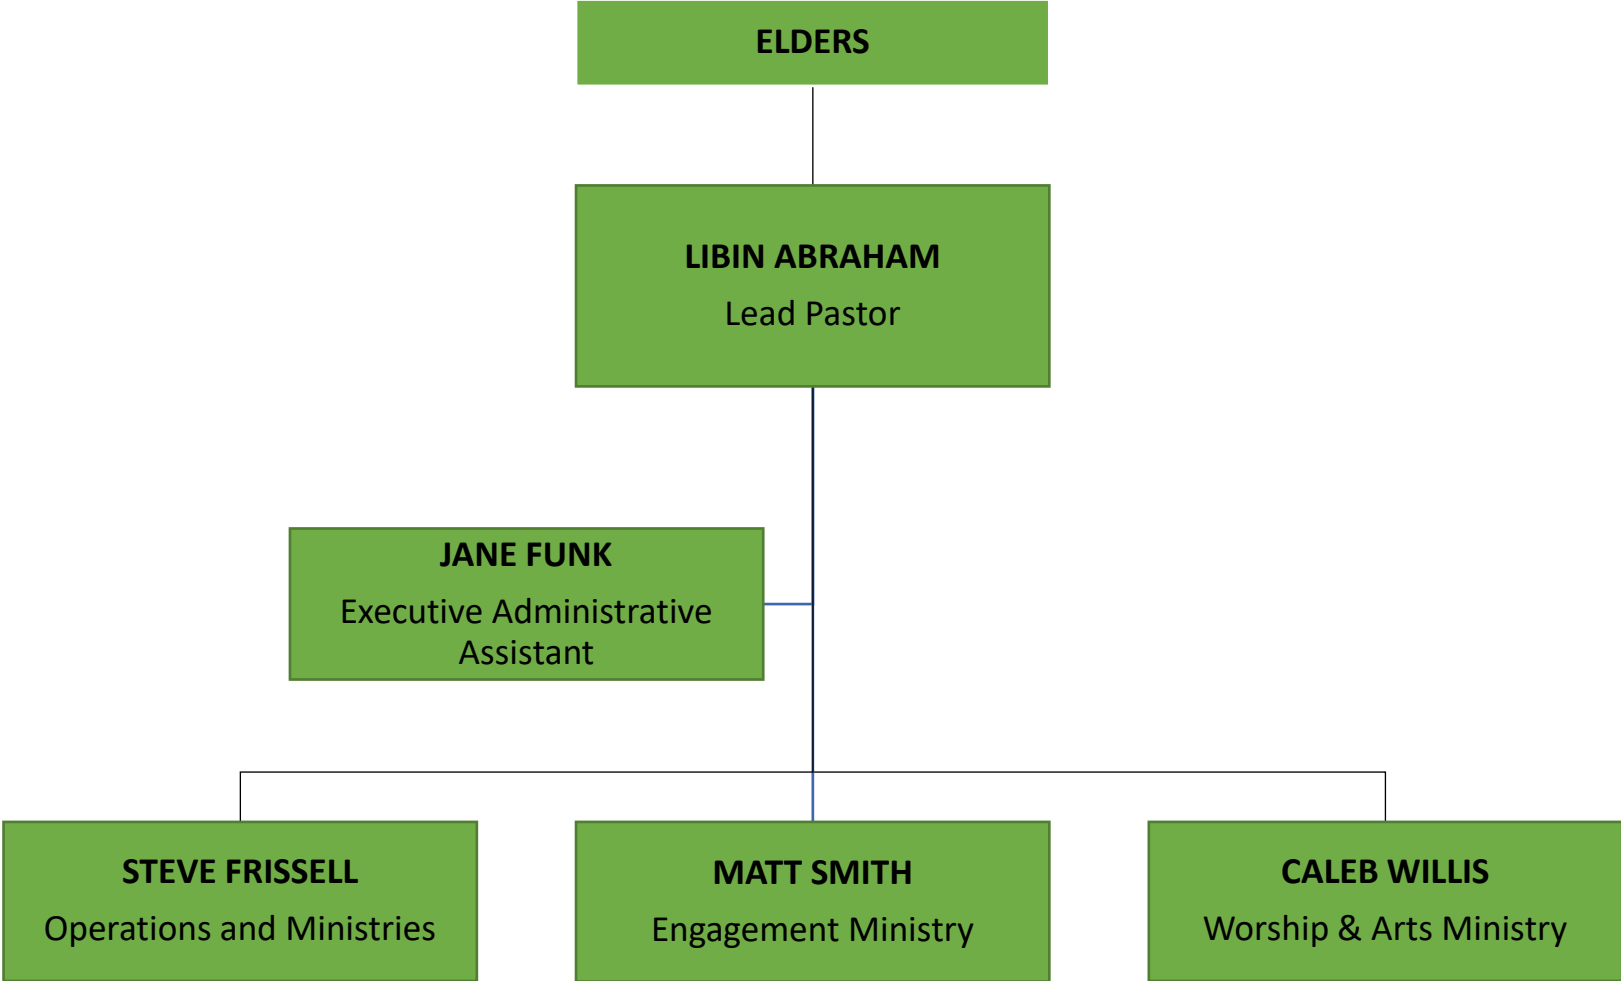 ELDERS
LIBIN ABRAHAM
Lead Pastor
JANE FUNK
Executive Administrative
Assistant
STEVE FRISSELL
Operations and Ministries
MATT SMITH
Engagement Ministry
CALEB WILLIS
Worship & Arts Ministry